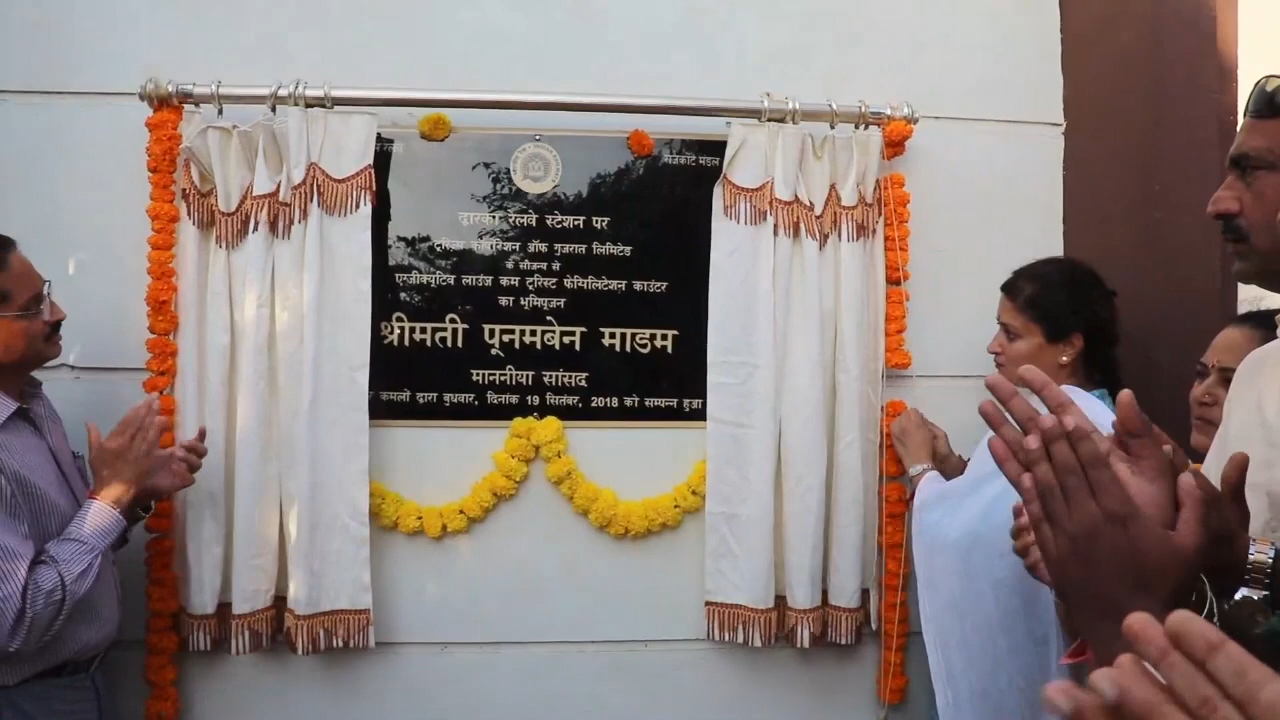 राजकोट मंडल
द्वारका रेलवे स्टेशन पर
टूरिज्म कॉर्पोरेशन ऑफ गुजरात लिमिटेड
के सौजन्य से
एग्जीक्यूटिव लाउंज कम टूरिस्ट फेसिलिटेशन काउंटर
का भूमिपूजन
श्रीमती पूनमबेन माडम
माननीया सांसद
कमलों द्वारा बुधवार, दिनांक 19 सितंबर, 2018 को सम्पन्न हुआ